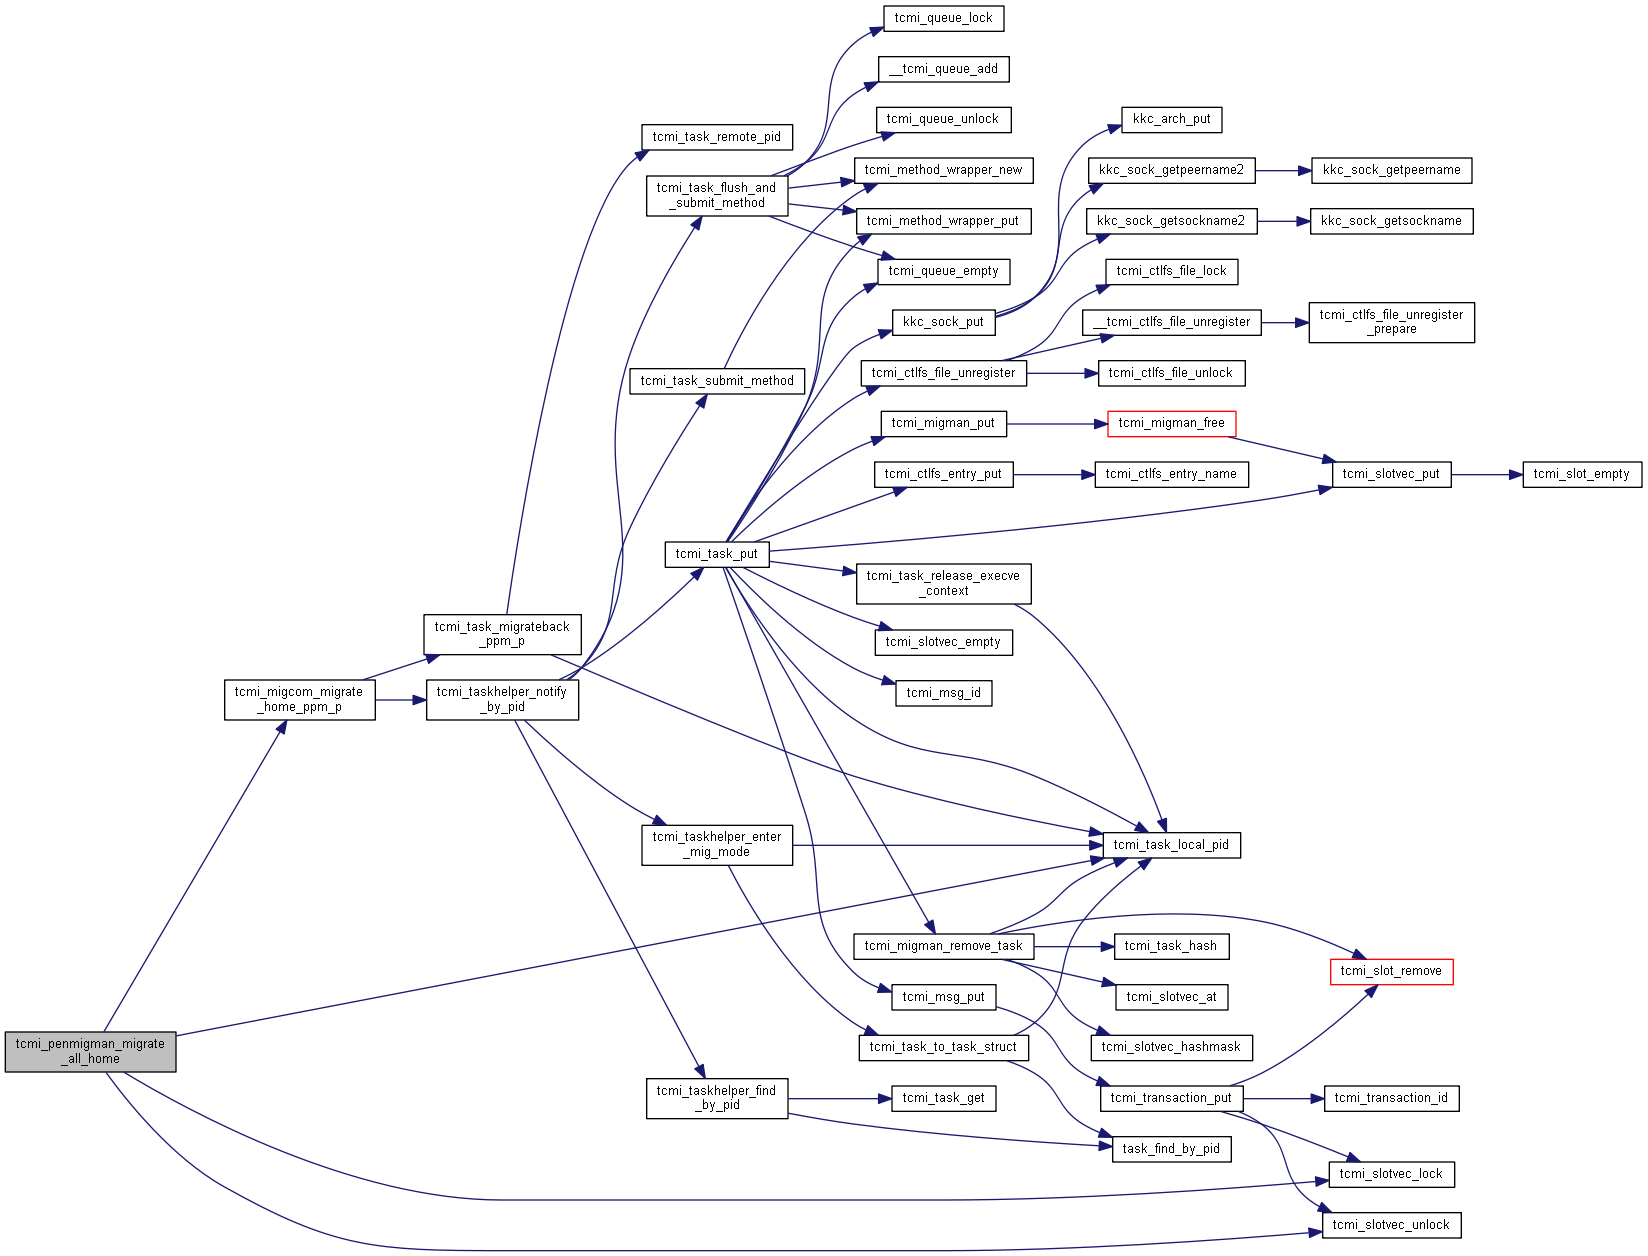 tcmi_queue_lock
__tcmi_queue_add
tcmi_queue_unlock
tcmi_task_remote_pid
tcmi_task_flush_and
_submit_method
tcmi_method_wrapper_new
tcmi_method_wrapper_put
tcmi_queue_empty
kkc_arch_put
kkc_sock_getpeername2
kkc_sock_getpeername
kkc_sock_getsockname2
kkc_sock_getsockname
tcmi_ctlfs_file_lock
kkc_sock_put
__tcmi_ctlfs_file_unregister
tcmi_ctlfs_file_unregister
_prepare
tcmi_task_submit_method
tcmi_ctlfs_file_unregister
tcmi_ctlfs_file_unlock
tcmi_migman_put
tcmi_migman_free
tcmi_ctlfs_entry_put
tcmi_ctlfs_entry_name
tcmi_slotvec_put
tcmi_slot_empty
tcmi_task_put
tcmi_task_release_execve
_context
tcmi_slotvec_empty
tcmi_msg_id
tcmi_task_migrateback
_ppm_p
tcmi_migcom_migrate
_home_ppm_p
tcmi_taskhelper_notify
_by_pid
tcmi_taskhelper_enter
_mig_mode
tcmi_task_local_pid
tcmi_migman_remove_task
tcmi_task_hash
tcmi_slot_remove
tcmi_msg_put
tcmi_slotvec_at
tcmi_penmigman_migrate
_all_home
tcmi_task_to_task_struct
tcmi_slotvec_hashmask
tcmi_taskhelper_find
_by_pid
tcmi_task_get
tcmi_transaction_put
tcmi_transaction_id
task_find_by_pid
tcmi_slotvec_lock
tcmi_slotvec_unlock